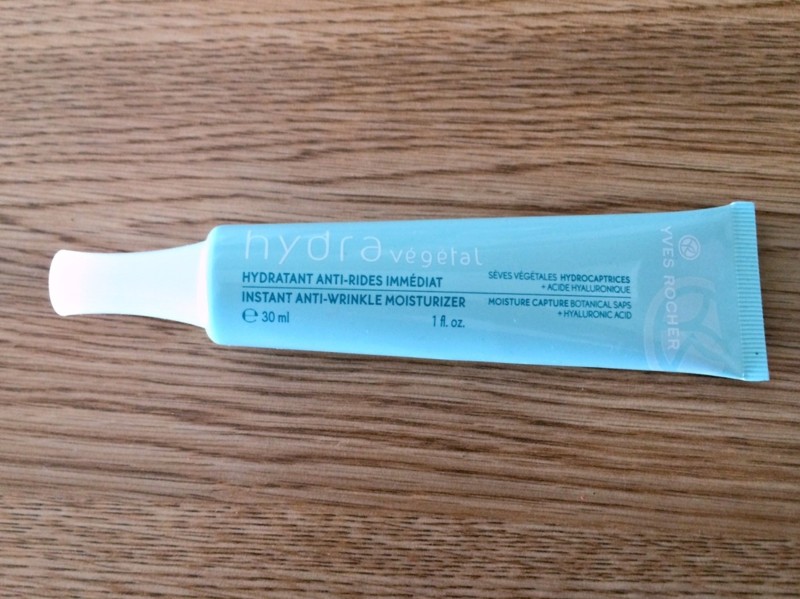 hydra végétal
HYDRATANT ANTI-RIDES IMMÉDIAT
INSTANT ANTI-WRINKLE MOISTURIZER
℮ 30 ml 1 fl. oz.
SÈVES VÉGÉTALES HYDROCAPTRICES
+ ACIDE HYALURONIQUE
MOISTURE CAPTURE BOTANICAL SAPS
+ HYALURONIC ACID
YVES ROCHER